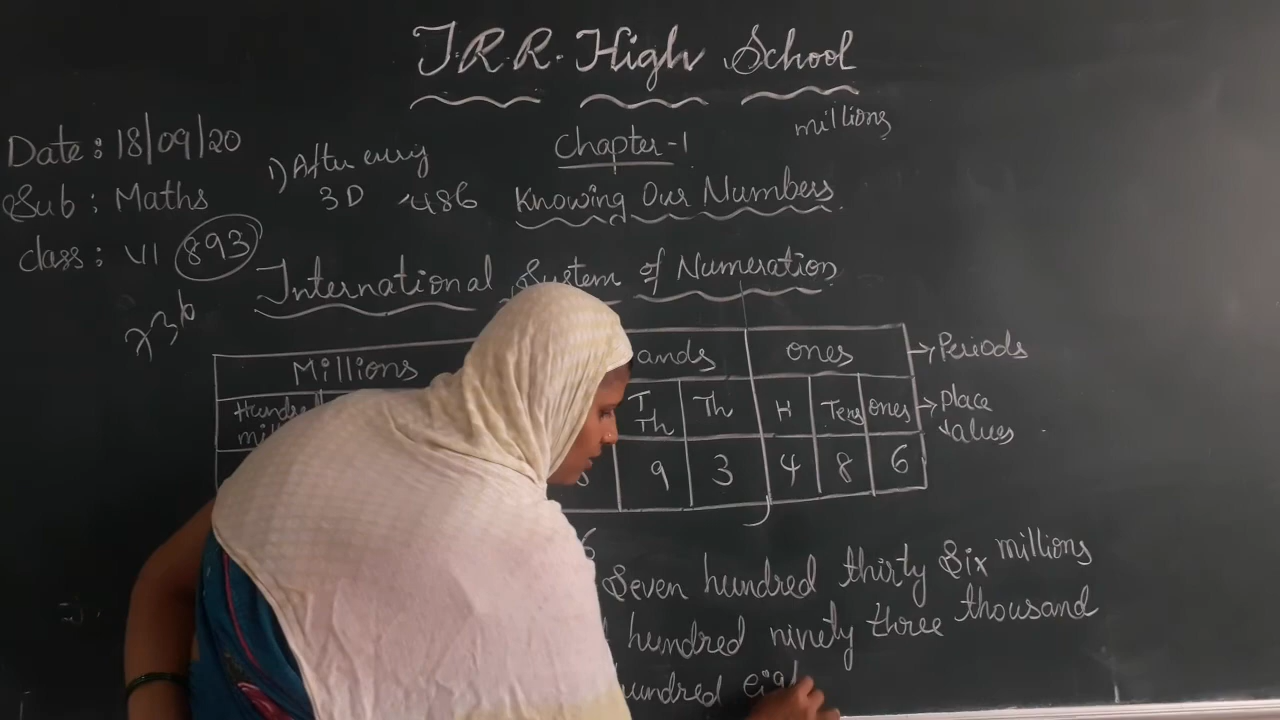 J.R.R. High School
millions
Date: 18/09/20
Chapter-1
1) After every
3D 486
Sub: Maths
Knowing Our Numbers
class: VI 893
International System of Numeration
736
Millions ands ones → Periods
Hundred T Th Th H Tens ones → place
mill values
9 3 4 8 6
6
Seven hundred thirty Six millions
hundred ninety three thousand
hundred eigh